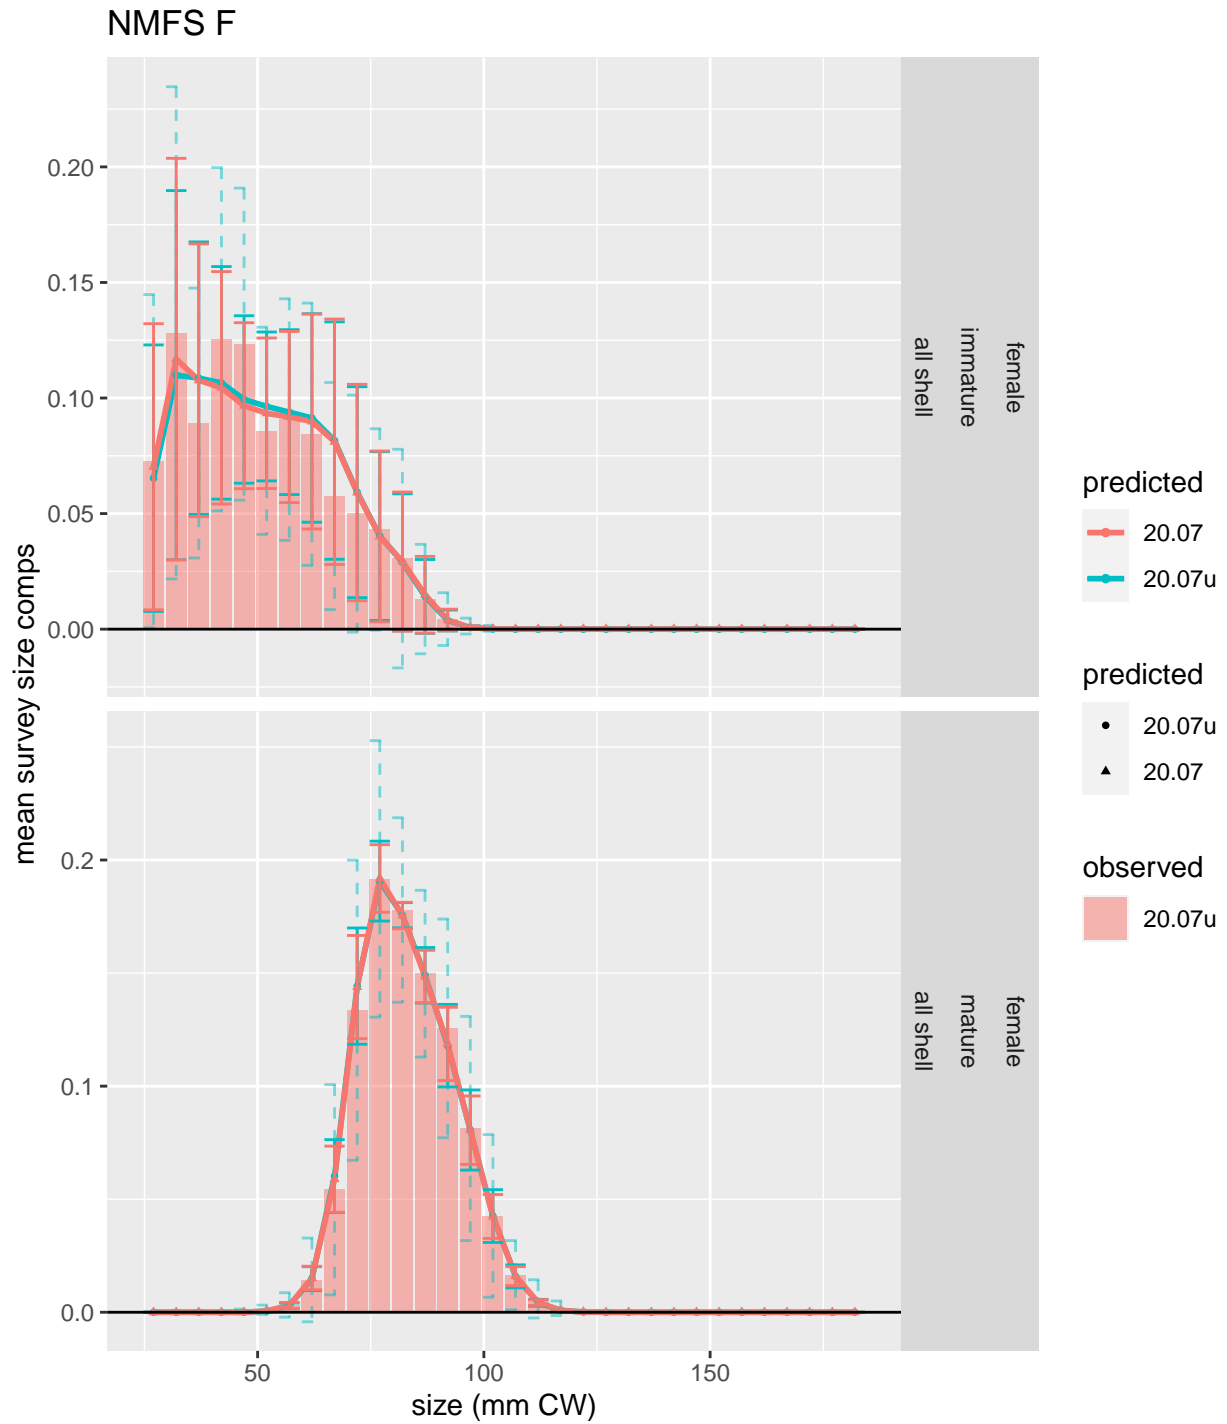 NMFS F
0.20
0.15
0.10
0.05
0.00
female
immature
all shell
0.2
0.1
0.0
female
mature
all shell
50
100
150
size (mm CW)
mean survey size comps
predicted
20.07
20.07u
predicted
20.07u
20.07
observed
20.07u